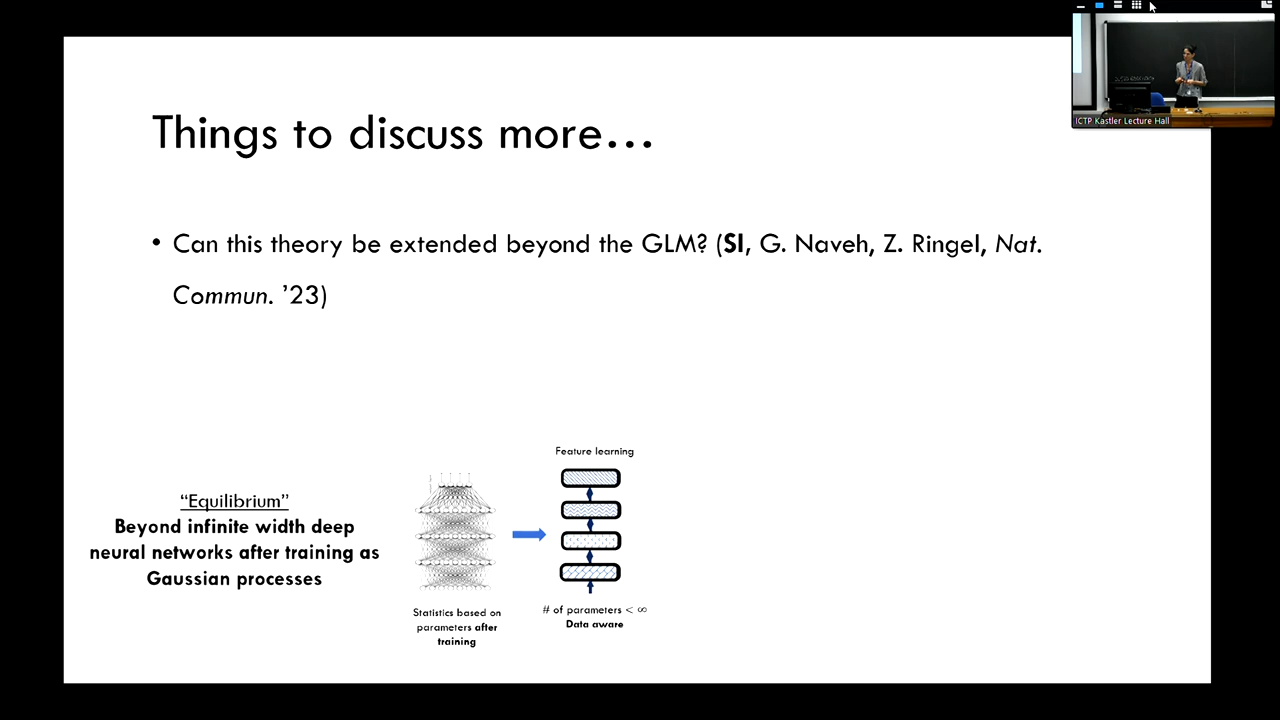 ICTP Kastler Lecture Hall
Things to discuss more…
• Can this theory be extended beyond the GLM? (SI, G. Naveh, Z. Ringel, Nat.
Commun. ’23)
“Equilibrium”
Beyond infinite width deep
neural networks after training as
Gaussian processes
Statistics based on
parameters after
training
Feature learning
# of parameters < ∞
Data aware